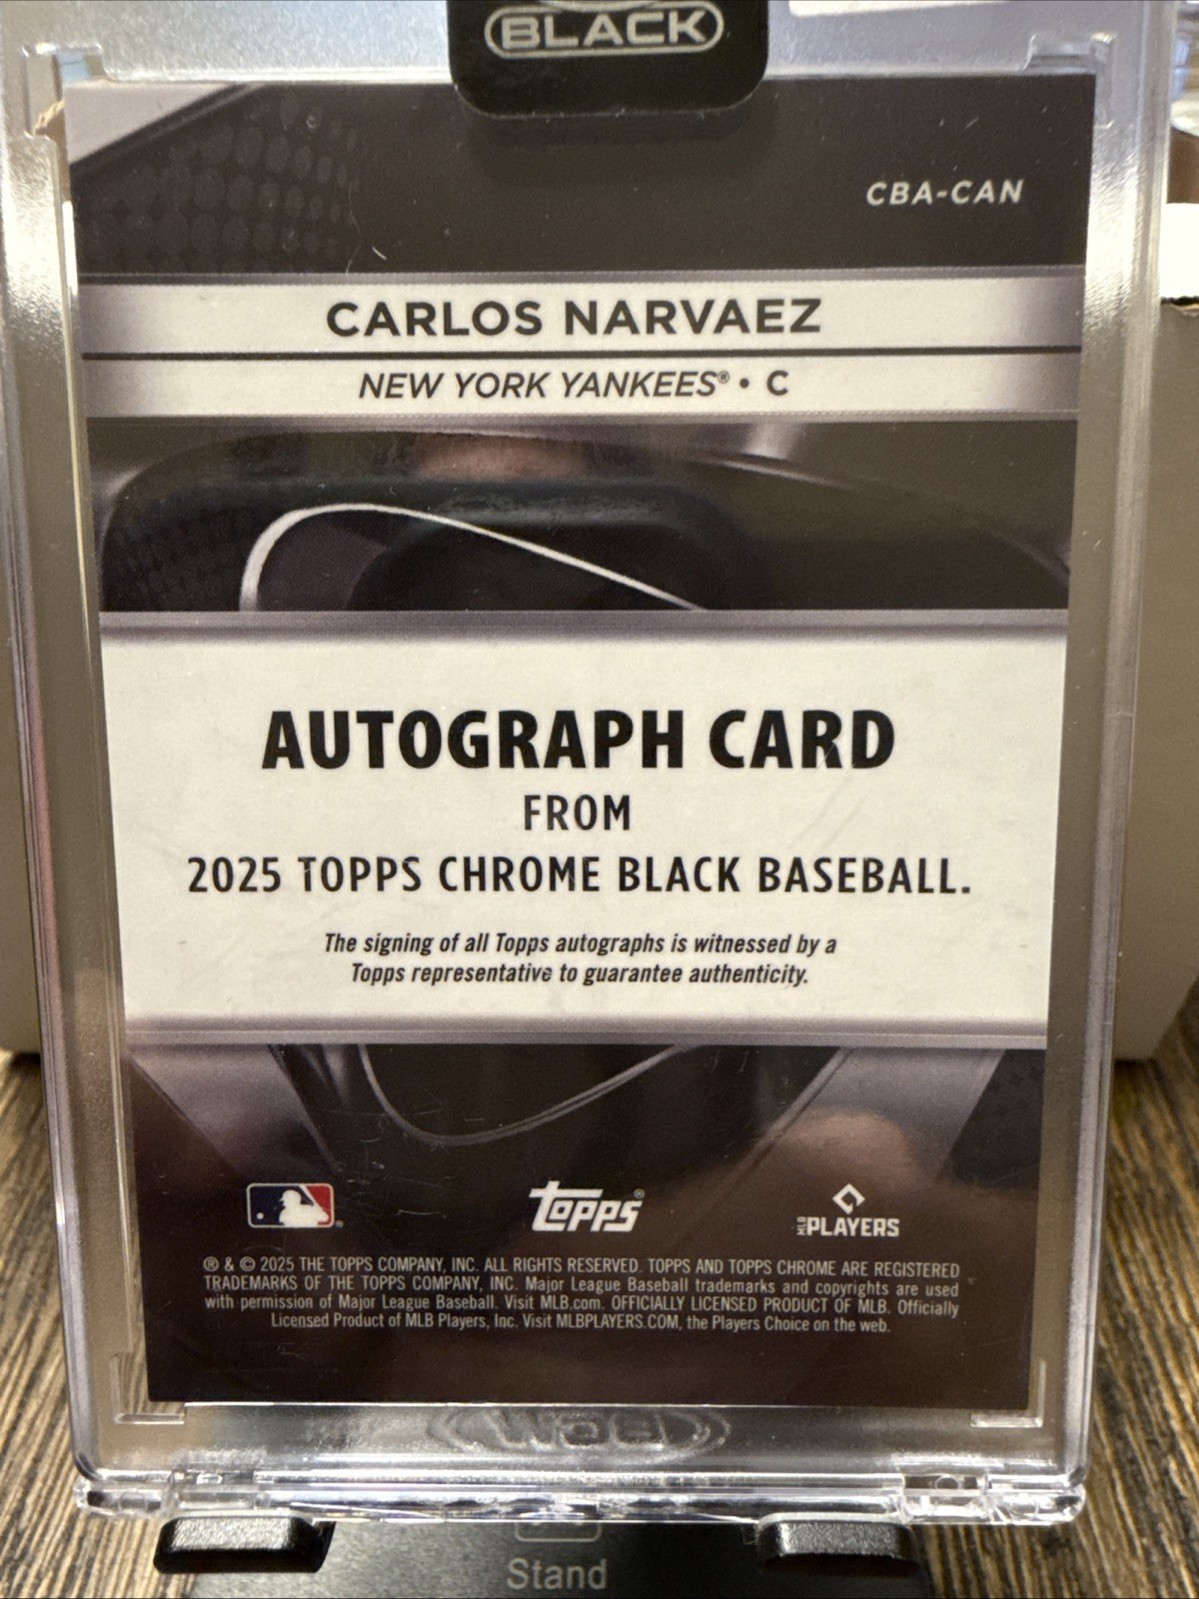 BLACK
CBA-CAN
CARLOS NARVAEZ
NEW YORK YANKEES® • C
AUTOGRAPH CARD
FROM
2025 TOPPS CHROME BLACK BASEBALL.
The signing of all Topps autographs is witnessed by a
Topps representative to guarantee authenticity.
topps®
MLB PLAYERS
® & © 2025 THE TOPPS COMPANY, INC. ALL RIGHTS RESERVED. TOPPS AND TOPPS CHROME ARE REGISTERED
TRADEMARKS OF THE TOPPS COMPANY, INC. Major League Baseball trademarks and copyrights are used
with permission of Major League Baseball. Visit MLB.com. OFFICIALLY LICENSED PRODUCT OF MLB. Officially
Licensed Product of MLB Players, Inc. Visit MLBPLAYERS.COM, the Players Choice on the web.
Stand